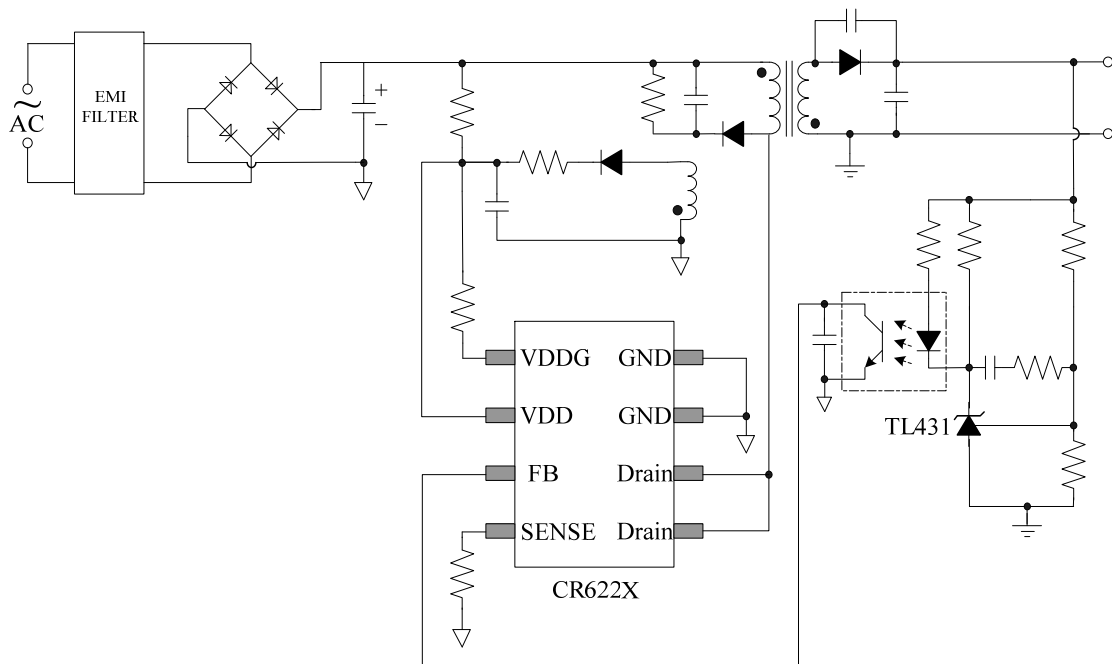 EMI
FILTER
~
AC
+
−
VDDG
GND
VDD
GND
FB
Drain
SENSE
Drain
CR622X
TL431